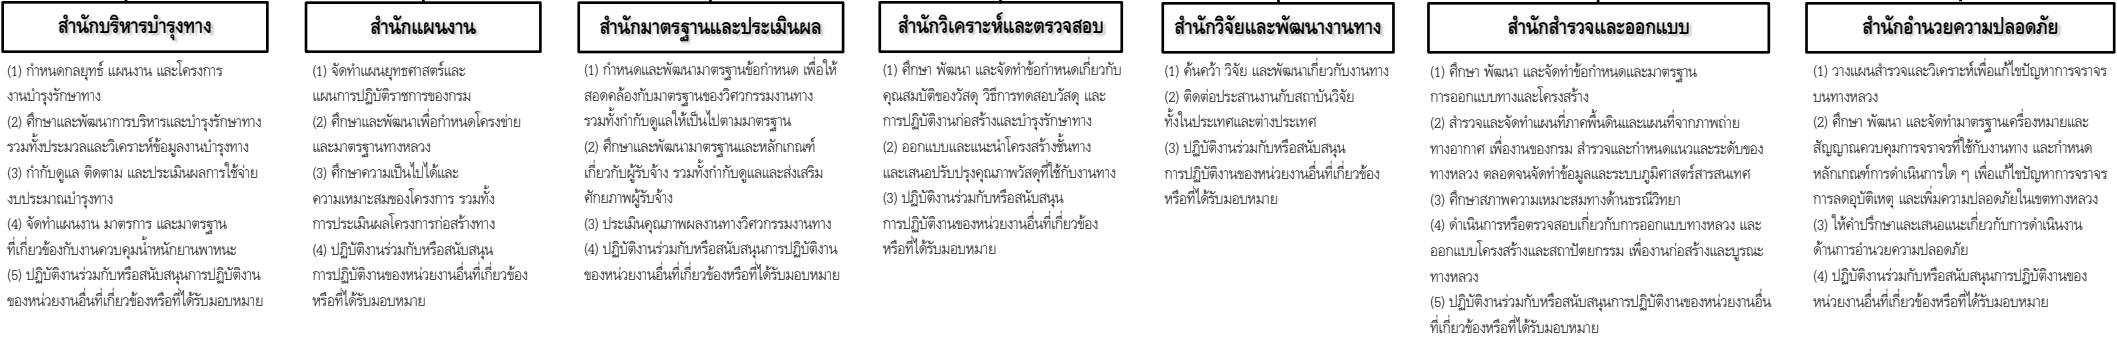 สำนักบริหารบำรุงทาง
(1) กำหนดกลยุทธ์ แผนงาน และโครงการ
งานบำรุงรักษาทาง
(2) ศึกษาและพัฒนาการบริหารและบำรุงรักษาทาง
รวมทั้งประมวลและวิเคราะห์ข้อมูลงานบำรุงทาง
(3) กำกับดูแล ติดตาม และประเมินผลการใช้จ่าย
งบประมาณบำรุงทาง
(4) จัดทำแผนงาน มาตรการ และมาตรฐาน
ที่เกี่ยวข้องกับงานควบคุมน้ำหนักยานพาหนะ
(5) ปฏิบัติงานร่วมกับหรือสนับสนุนการปฏิบัติงาน
ของหน่วยงานอื่นที่เกี่ยวข้องหรือที่ได้รับมอบหมาย
สำนักแผนงาน
(1) จัดทำแผนยุทธศาสตร์และ
แผนการปฏิบัติราชการของกรม
(2) ศึกษาและพัฒนาเพื่อกำหนดโครงข่าย
และมาตรฐานทางหลวง
(3) ศึกษาความเป็นไปได้และ
ความเหมาะสมของโครงการ รวมทั้ง
การประเมินผลโครงการก่อสร้างทาง
(4) ปฏิบัติงานร่วมกับหรือสนับสนุน
การปฏิบัติงานของหน่วยงานอื่นที่เกี่ยวข้อง
หรือที่ได้รับมอบหมาย
สำนักมาตรฐานและประเมินผล
(1) กำหนดและพัฒนามาตรฐานข้อกำหนด เพื่อให้
สอดคล้องกับมาตรฐานของวิศวกรรมงานทาง
รวมทั้งกำกับดูแลให้เป็นไปตามมาตรฐาน
(2) ศึกษาและพัฒนามาตรฐานและหลักเกณฑ์
เกี่ยวกับผู้รับจ้าง รวมทั้งกำกับดูแลและส่งเสริม
ศักยภาพผู้รับจ้าง
(3) ประเมินคุณภาพผลงานทางวิศวกรรมงานทาง
(4) ปฏิบัติงานร่วมกับหรือสนับสนุนการปฏิบัติงาน
ของหน่วยงานอื่นที่เกี่ยวข้องหรือที่ได้รับมอบหมาย
สำนักวิเคราะห์และตรวจสอบ
(1) ศึกษา พัฒนา และจัดทำข้อกำหนดเกี่ยวกับ
คุณสมบัติของวัสดุ วิธีการทดสอบวัสดุ และ
การปฏิบัติงานก่อสร้างและบำรุงรักษาทาง
(2) ออกแบบและแนะนำโครงสร้างชั้นทาง
และเสนอปรับปรุงคุณภาพวัสดุที่ใช้กับงานทาง
(3) ปฏิบัติงานร่วมกับหรือสนับสนุน
การปฏิบัติงานของหน่วยงานอื่นที่เกี่ยวข้อง
หรือที่ได้รับมอบหมาย
สำนักวิจัยและพัฒนางานทาง
(1) ค้นคว้า วิจัย และพัฒนาเกี่ยวกับงานทาง
(2) ติดต่อประสานงานกับสถาบันวิจัย
ทั้งในประเทศและต่างประเทศ
(3) ปฏิบัติงานร่วมกับหรือสนับสนุน
การปฏิบัติงานของหน่วยงานอื่นที่เกี่ยวข้อง
หรือที่ได้รับมอบหมาย
สำนักสำรวจและออกแบบ
(1) ศึกษา พัฒนา และจัดทำข้อกำหนดและมาตรฐาน
การออกแบบทางและโครงสร้าง
(2) สำรวจและจัดทำแผนที่ภาคพื้นดินและแผนที่จากภาพถ่าย
ทางอากาศ เพื่องานของกรม สำรวจและกำหนดแนวและระดับของ
ทางหลวง ตลอดจนจัดทำข้อมูลและระบบภูมิศาสตร์สารสนเทศ
(3) ศึกษาสภาพความเหมาะสมทางด้านธรณีวิทยา
(4) ดำเนินการหรือตรวจสอบเกี่ยวกับการออกแบบทางหลวง และ
ออกแบบโครงสร้างและสถาปัตยกรรม เพื่องานก่อสร้างและบูรณะ
ทางหลวง
(5) ปฏิบัติงานร่วมกับหรือสนับสนุนการปฏิบัติงานของหน่วยงานอื่น
ที่เกี่ยวข้องหรือที่ได้รับมอบหมาย
สำนักอำนวยความปลอดภัย
(1) วางแผนสำรวจและวิเคราะห์เพื่อแก้ไขปัญหาการจราจร
บนทางหลวง
(2) ศึกษา พัฒนา และจัดทำมาตรฐานเครื่องหมายและ
สัญญาณควบคุมการจราจรที่ใช้กับงานทาง และกำหนด
หลักเกณฑ์การดำเนินการใด ๆ เพื่อแก้ไขปัญหาการจราจร
การลดอุบัติเหตุ และเพิ่มความปลอดภัยในเขตทางหลวง
(3) ให้คำปรึกษาและเสนอแนะเกี่ยวกับการดำเนินงาน
ด้านการอำนวยความปลอดภัย
(4) ปฏิบัติงานร่วมกับหรือสนับสนุนการปฏิบัติงานของ
หน่วยงานอื่นที่เกี่ยวข้องหรือที่ได้รับมอบหมาย